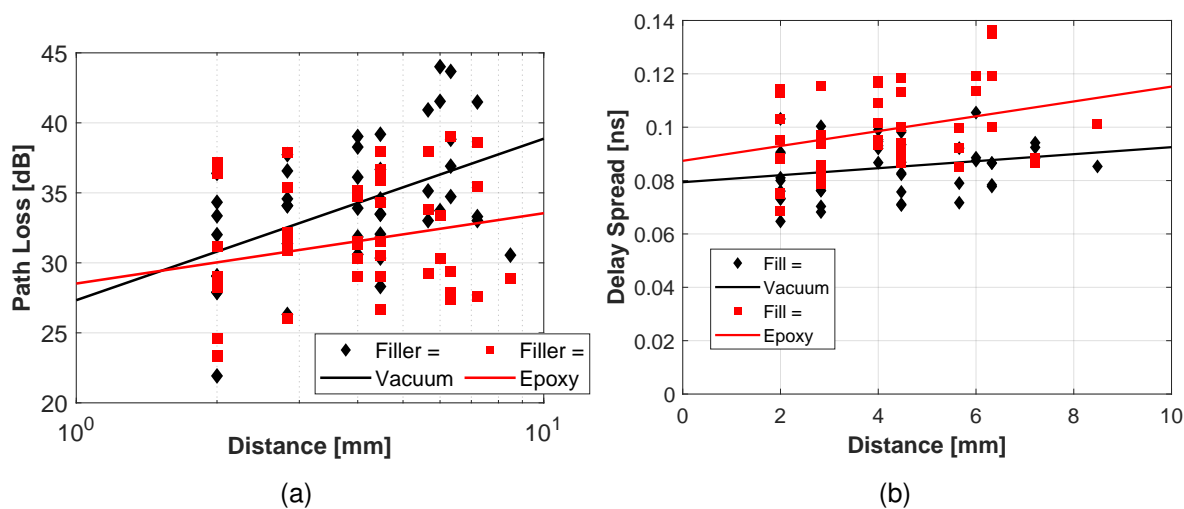 45
40
35
30
25
20
Path Loss [dB]
10^0
10^1
Distance [mm]
Filler =
Vacuum
Filler =
Epoxy
(a)
0.14
0.12
0.1
0.08
0.06
0.04
0.02
0
Delay Spread [ns]
0
2
4
6
8
10
Distance [mm]
Fill =
Vacuum
Fill =
Epoxy
(b)